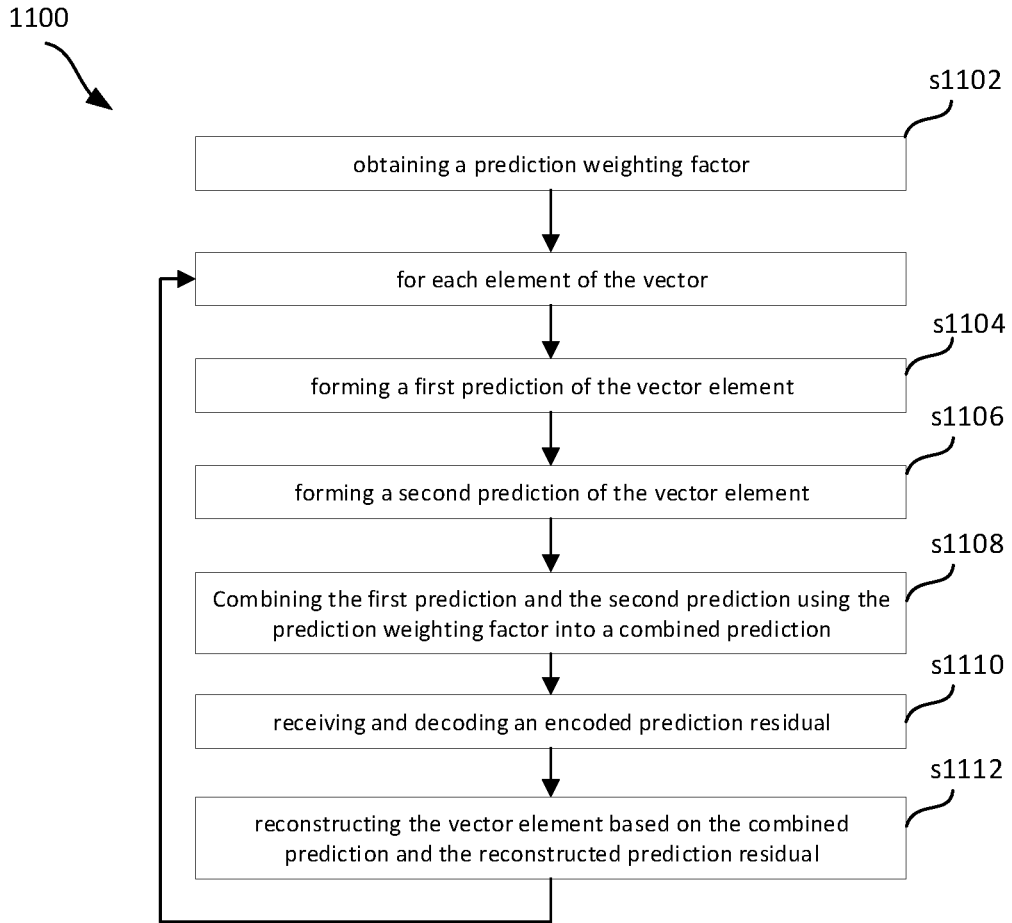 1100
s1102
obtaining a prediction weighting factor
for each element of the vector
s1104
forming a first prediction of the vector element
s1106
forming a second prediction of the vector element
s1108
Combining the first prediction and the second prediction using the
prediction weighting factor into a combined prediction
s1110
receiving and decoding an encoded prediction residual
s1112
reconstructing the vector element based on the combined
prediction and the reconstructed prediction residual